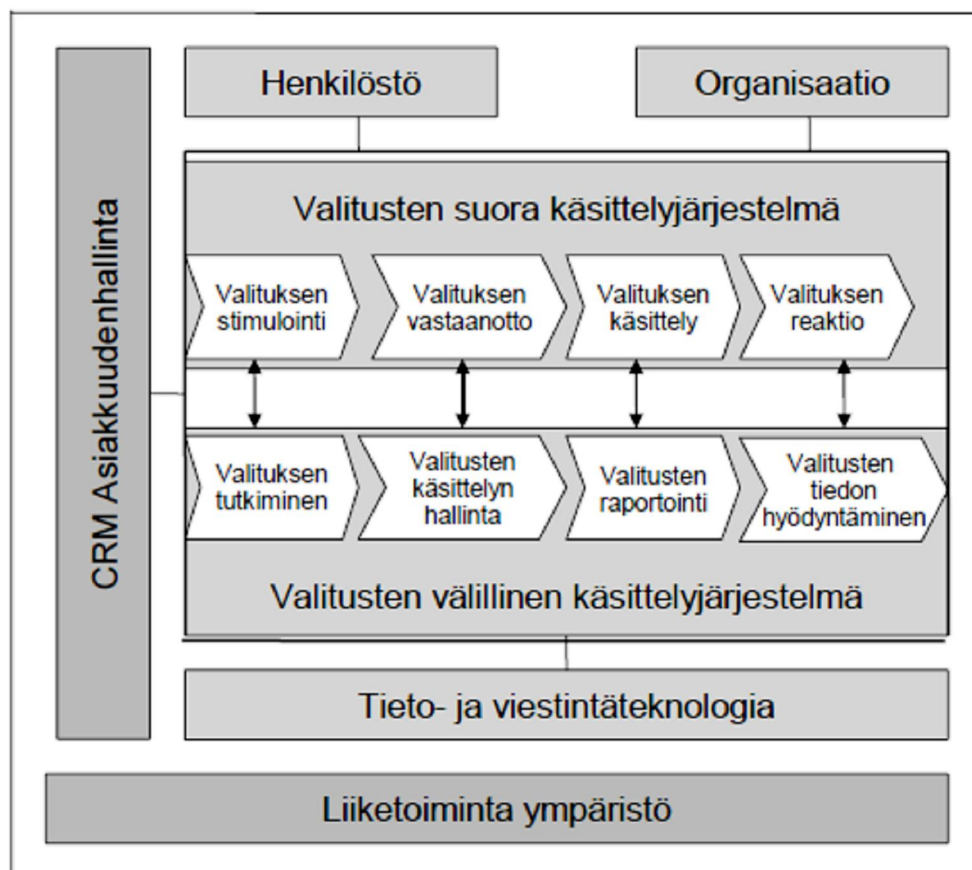 Henkilöstö
Organisaatio
CRM Asiakkuudenhallinta
Valitusten suora käsittelyjärjestelmä
Valituksen
stimulointi
Valituksen
vastaanotto
Valituksen
käsittely
Valituksen
reaktio
Valituksen
tutkiminen
Valitusten
käsittelyn
hallinta
Valitusten
raportointi
Valitusten
tiedon
hyödyntäminen
Valitusten välillinen käsittelyjärjestelmä
Tieto- ja viestintäteknologia
Liiketoiminta ympäristö